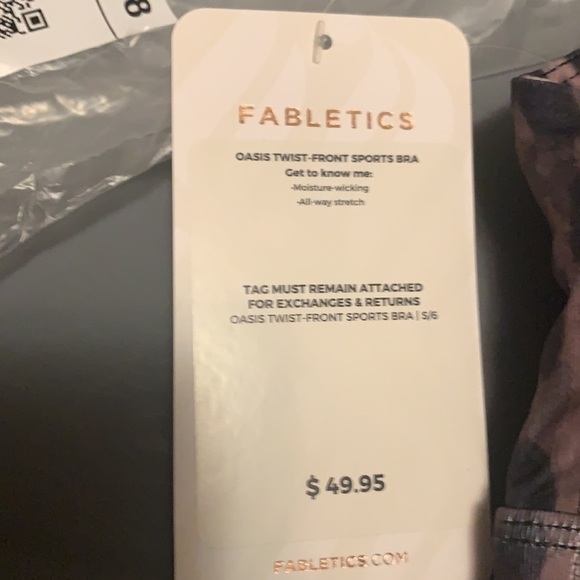 8
FABLETICS
OASIS TWIST-FRONT SPORTS BRA
Get to know me:
-Moisture-wicking
-All-way stretch
TAG MUST REMAIN ATTACHED
FOR EXCHANGES & RETURNS
OASIS TWIST-FRONT SPORTS BRA | S/6
$ 49.95
FABLETICS.COM